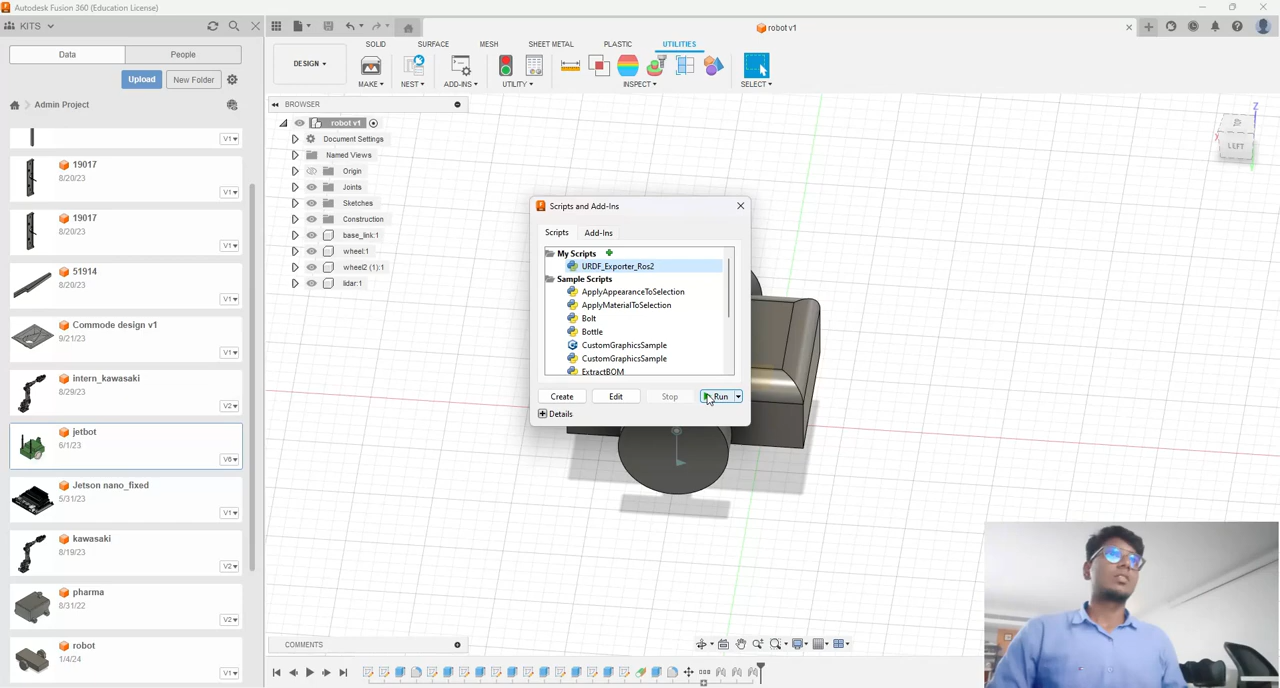 Autodesk Fusion 360 (Education License)
KITS
robot v1
Data
People
SOLID
SURFACE
MESH
SHEET METAL
PLASTIC
UTILITIES
DESIGN
MAKE
NEST
ADD-INS
UTILITY
INSPECT
SELECT
Upload
New Folder
Admin Project
BROWSER
robot v1
Document Settings
Named Views
Origin
Joints
Sketches
Construction
base_link:1
wheel:1
wheel2 (1):1
lidar:1
V1
19017
8/20/23
V1
19017
8/20/23
V1
51914
8/20/23
V1
Commode design v1
9/21/23
V1
intern_kawasaki
8/29/23
V2
jetbot
6/1/23
V6
Jetson nano_fixed
5/31/23
V1
kawasaki
8/19/23
V2
pharma
8/31/22
V2
robot
1/4/24
V1
Z
X
LEFT
Scripts and Add-Ins
Scripts
Add-Ins
My Scripts
URDF_Exporter_Ros2
Sample Scripts
ApplyAppearanceToSelection
ApplyMaterialToSelection
Bolt
Bottle
CustomGraphicsSample
CustomGraphicsSample
ExtractBOM
Create
Edit
Stop
Run
Details
COMMENTS